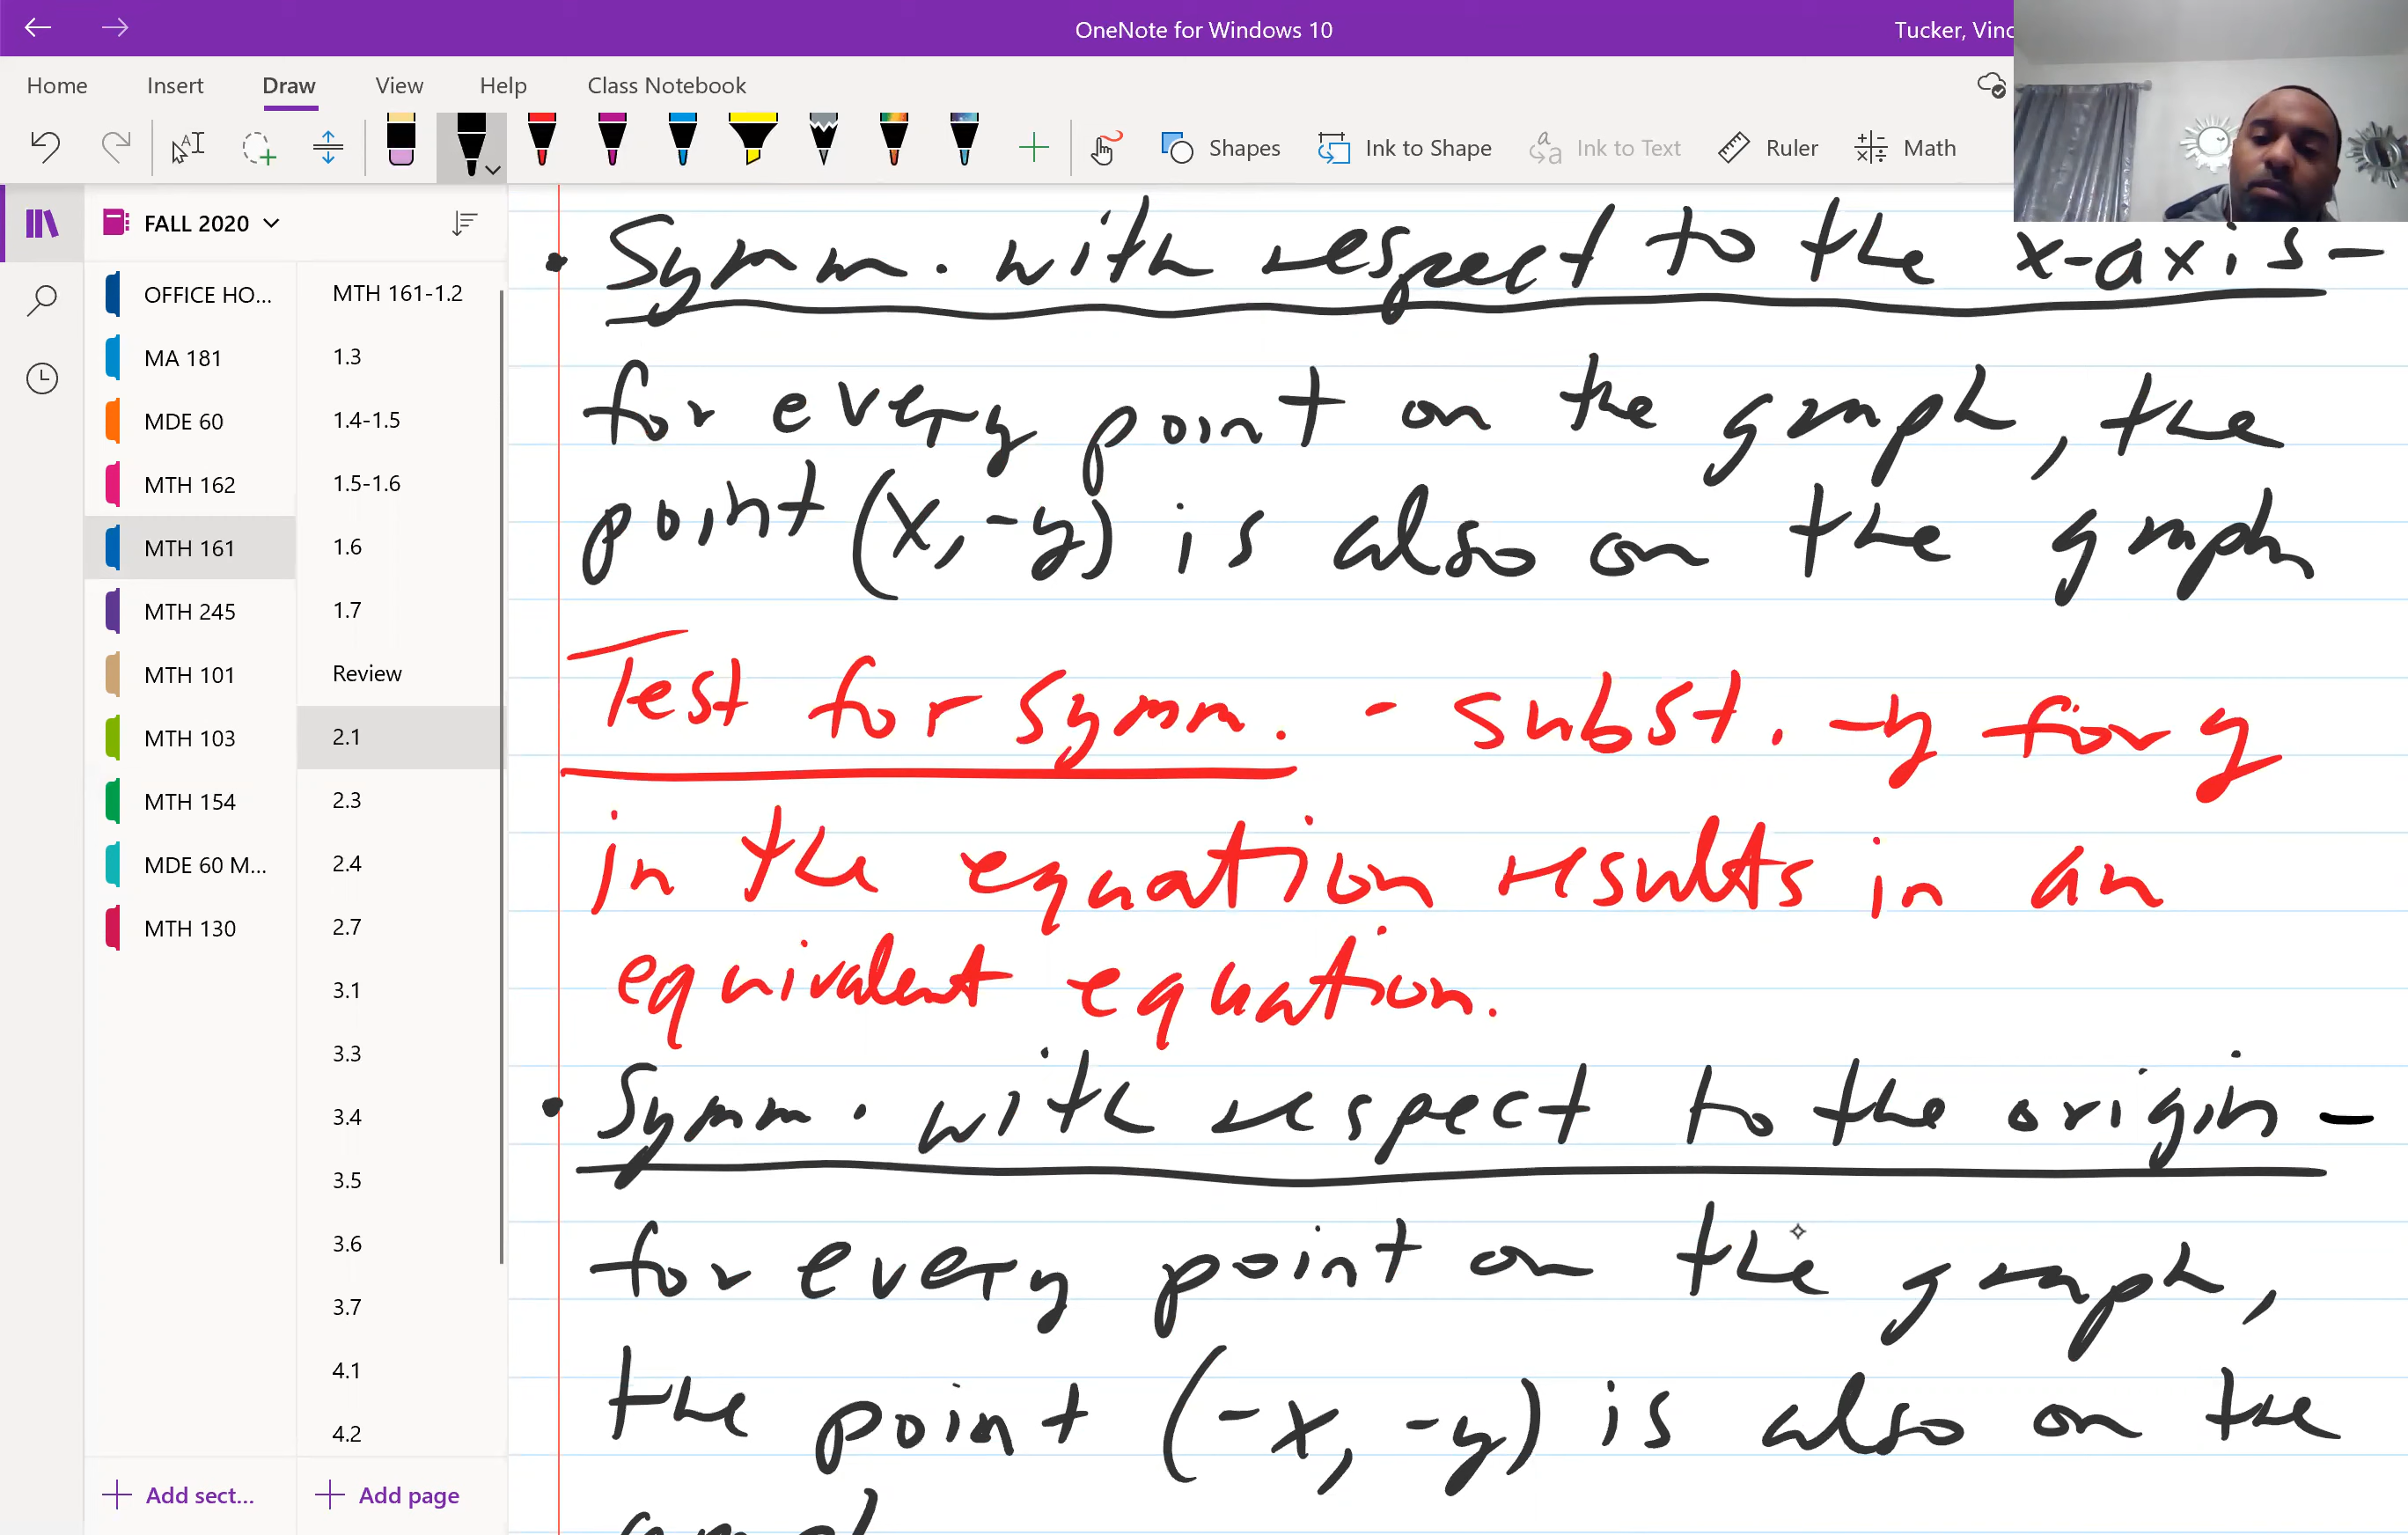 OneNote for Windows 10
Tucker, Vinc
Home Insert Draw View Help Class Notebook
Shapes Ink to Shape Ink to Text Ruler Math
FALL 2020
OFFICE HO...
MA 181
MDE 60
MTH 162
MTH 161
MTH 245
MTH 101
MTH 103
MTH 154
MDE 60 M...
MTH 130
Add sect...
MTH 161-1.2
1.3
1.4-1.5
1.5-1.6
1.6
1.7
Review
2.1
2.3
2.4
2.7
3.1
3.3
3.4
3.5
3.6
3.7
4.1
4.2
Add page
• Symm. with respect to the x-axis -
for every point on the graph, the
point (x, -y) is also on the graph
Test for symm. - subst. -y for y
in the equation results in an
equivalent equation.
• Symm. with respect to the origin -
for every point on the graph,
the point (-x, -y) is also on the